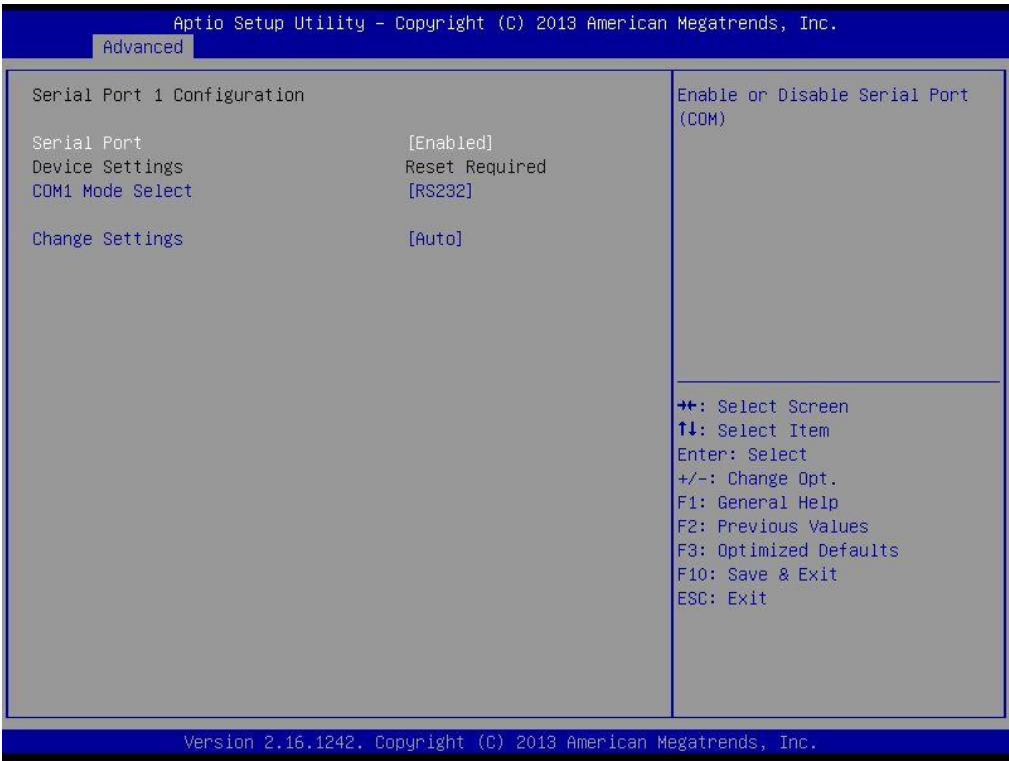 Aptio Setup Utility – Copyright (C) 2013 American Megatrends, Inc.
Advanced
Serial Port 1 Configuration
Serial Port [Enabled]
Device Settings Reset Required
COM1 Mode Select [RS232]
Change Settings [Auto]
Enable or Disable Serial Port
(COM)
→←: Select Screen
↑↓: Select Item
Enter: Select
+/-: Change Opt.
F1: General Help
F2: Previous Values
F3: Optimized Defaults
F10: Save & Exit
ESC: Exit
Version 2.16.1242. Copyright (C) 2013 American Megatrends, Inc.